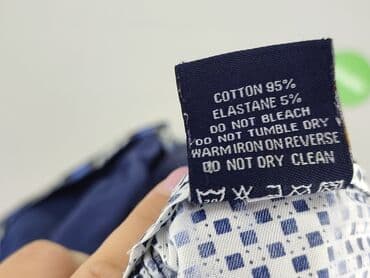 COTTON 95%
ELASTANE 5%
DO NOT BLEACH
DO NOT TUMBLE DRY
WARM IRON ON REVERSE
DO NOT DRY CLEAN